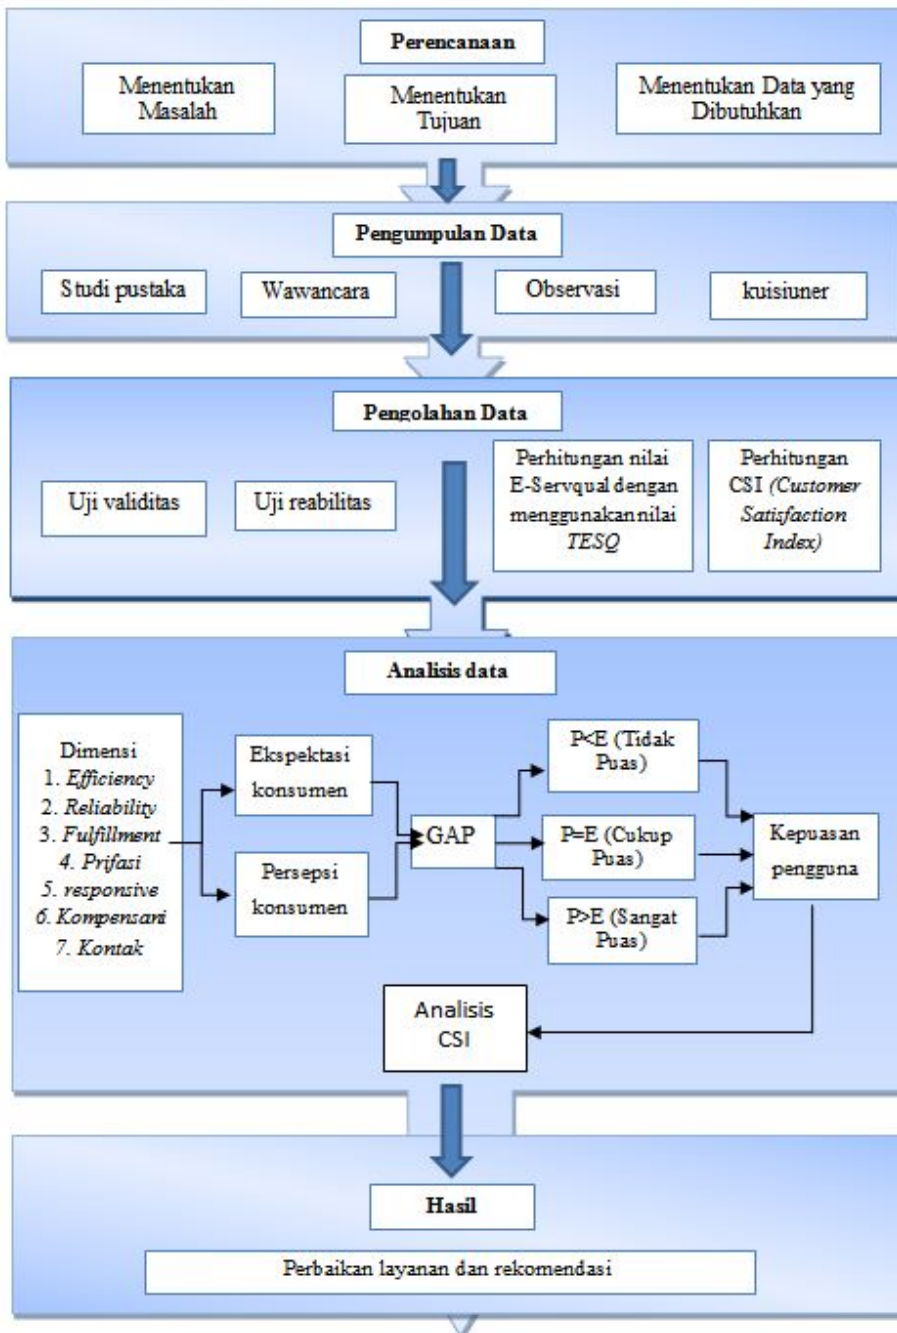 Perencanaan
Menentukan
Masalah
Menentukan
Tujuan
Menentukan Data yang
Dibutuhkan
Pengumpulan Data
Studi pustaka
Wawancara
Observasi
kuisiuner
Pengolahan Data
Uji validitas
Uji reabilitas
Perhitungan nilai
E-Servqual dengan
menggunakan nilai
TESQ
Perhitungan
CSI (Customer
Satisfaction
Index)
Analisis data
Dimensi
1. Efficiency
2. Reliability
3. Fulfillment
4. Prifasi
5. responsive
6. Kompensani
7. Kontak
Ekspektasi
konsumen
Persepsi
konsumen
GAP
P<E (Tidak
Puas)
P=E (Cukup
Puas)
P>E (Sangat
Puas)
Kepuasan
pengguna
Analisis
CSI
Hasil
Perbaikan layanan dan rekomendasi